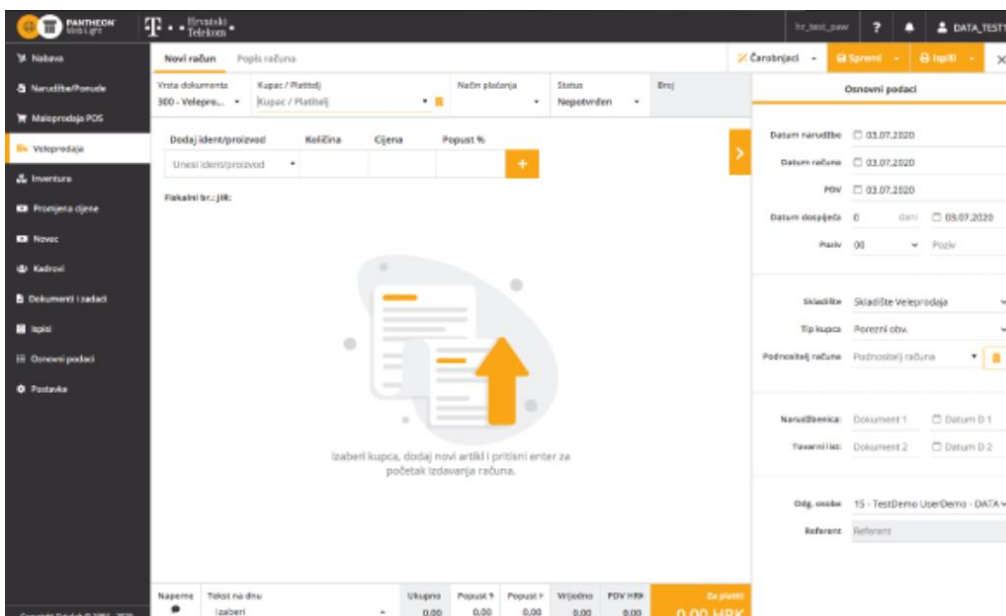 PANTHEON
Web Light
Hrvatski
Telekom
hr_test_paw ? DATA_TEST1
Nabava
Narudžbe/Ponude
Maloprodaja POS
Veleprodaja
Inventura
Promjena cijene
Novac
Kadrovi
Dokumenti i zadaci
Ispisi
Osnovni podaci
Postavke
Novi račun Popis računa
Čarobnjaci Spremi Ispiši
Vrsta dokumenta Kupac / Platitelj Način plaćanja Status Broj
300 - Velepro... Kupac / Platitelj Nepotvrđen
Dodaj ident/proizvod Količina Cijena Popust %
Unesi ident/proizvod +
Fiskalni br.: JIR:
Izaberi kupca, dodaj novi artikl i pritisni enter za
početak izdavanja računa.
Osnovni podaci
Datum narudžbe 03.07.2020
Datum računa 03.07.2020
PDV 03.07.2020
Datum dospijeća 0 dani 03.07.2020
Poziv 00 Poziv
Skladište Skladište Veleprodaja
Tip kupca Porezni obv.
Podnositelj računa Podnositelj računa
Narudžbenica: Dokument 1 Datum D 1
Tovarni list: Dokument 2 Datum D 2
Odg. osoba 15 - TestDemo UserDemo - DATA
Referent Referent
Napome Tekst na dnu Ukupno Popust Popust Vrijedno PDV HRK Za platiti
Izaberi 0,00 0,00 0,00 0,00 0,00 0,00 HRK